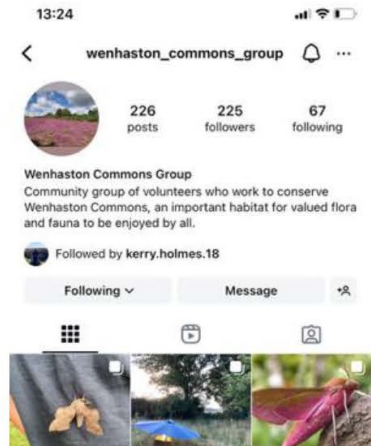 13:24
wenhaston_commons_group
226 225 67
posts followers following
Wenhaston Commons Group
Community group of volunteers who work to conserve
Wenhaston Commons, an important habitat for valued flora
and fauna to be enjoyed by all.
Followed by kerry.holmes.18
Following Message